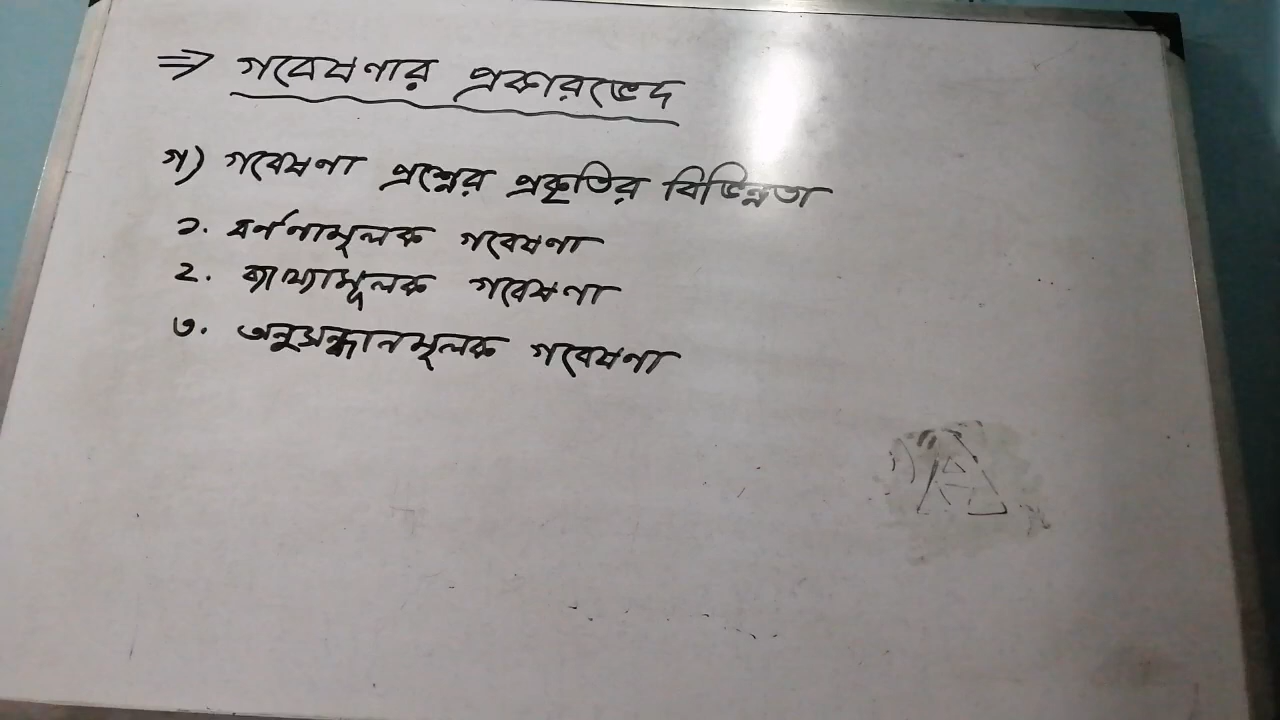 ⇒ গবেষণার প্রকারভেদ
গ) গবেষণা প্রশ্নের প্রকৃতির বিভিন্নতা
১. বর্ণনামূলক গবেষণা
২. ব্যাখ্যামূলক গবেষণা
৩. অনুসন্ধানমূলক গবেষণা